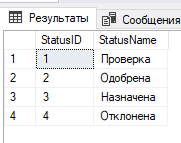 Результаты Сообщения
StatusID StatusName
1 1 Проверка
2 2 Одобрена
3 3 Назначена
4 4 Отклонена